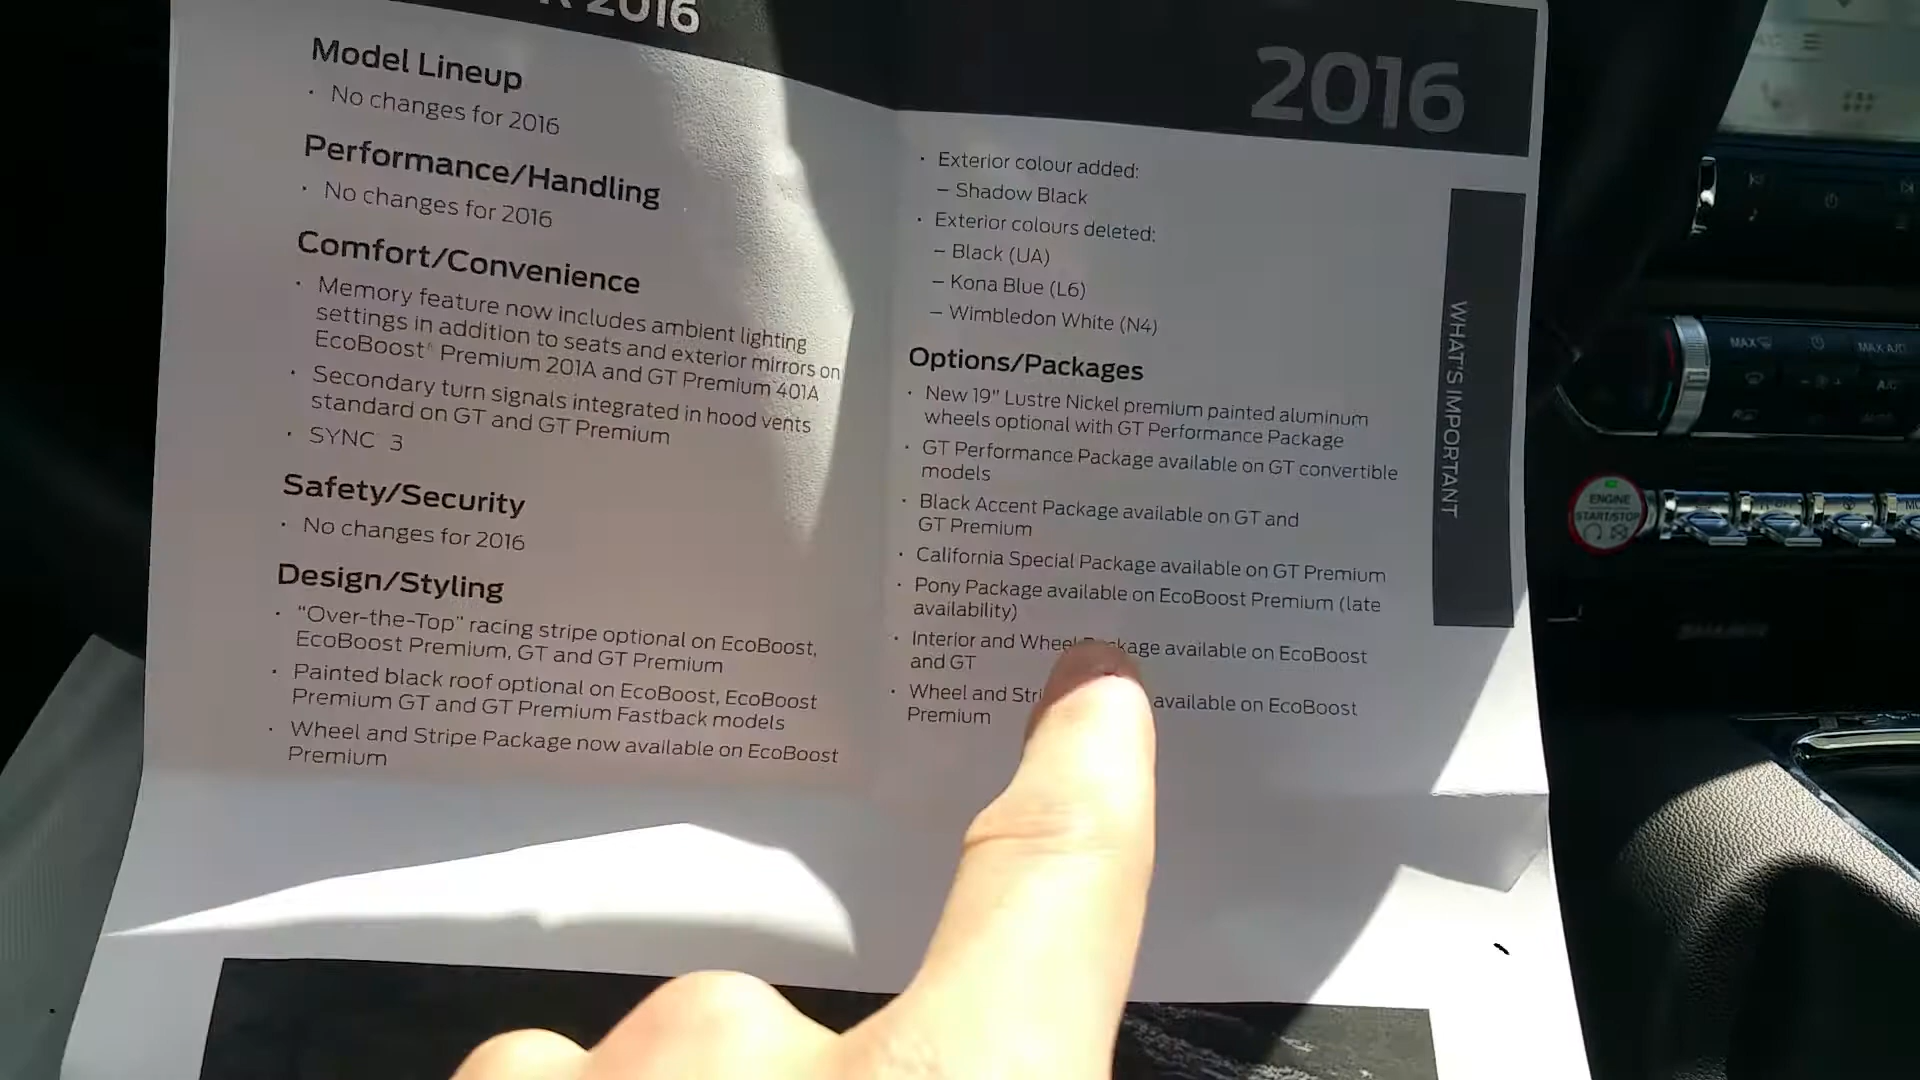 2016
Model Lineup
· No changes for 2016
Performance/Handling
· No changes for 2016
Comfort/Convenience
· Memory feature now includes ambient lighting
settings in addition to seats and exterior mirrors on
EcoBoost® Premium 201A and GT Premium 401A
· Secondary turn signals integrated in hood vents
standard on GT and GT Premium
· SYNC 3
Safety/Security
· No changes for 2016
Design/Styling
· "Over-the-Top" racing stripe optional on EcoBoost,
EcoBoost Premium, GT and GT Premium
· Painted black roof optional on EcoBoost, EcoBoost
Premium GT and GT Premium Fastback models
· Wheel and Stripe Package now available on EcoBoost
Premium
2016
· Exterior colour added:
– Shadow Black
· Exterior colours deleted:
– Black (UA)
– Kona Blue (L6)
– Wimbledon White (N4)
Options/Packages
· New 19" Lustre Nickel premium painted aluminum
wheels optional with GT Performance Package
· GT Performance Package available on GT convertible
models
· Black Accent Package available on GT and
GT Premium
· California Special Package available on GT Premium
· Pony Package available on EcoBoost Premium (late
availability)
· Interior and Wheel Package available on EcoBoost
and GT
· Wheel and available on EcoBoost
Premium
WHAT'S IMPORTANT
MAX
MAX A/C
A/C
AUTO
ENGINE
START/STOP